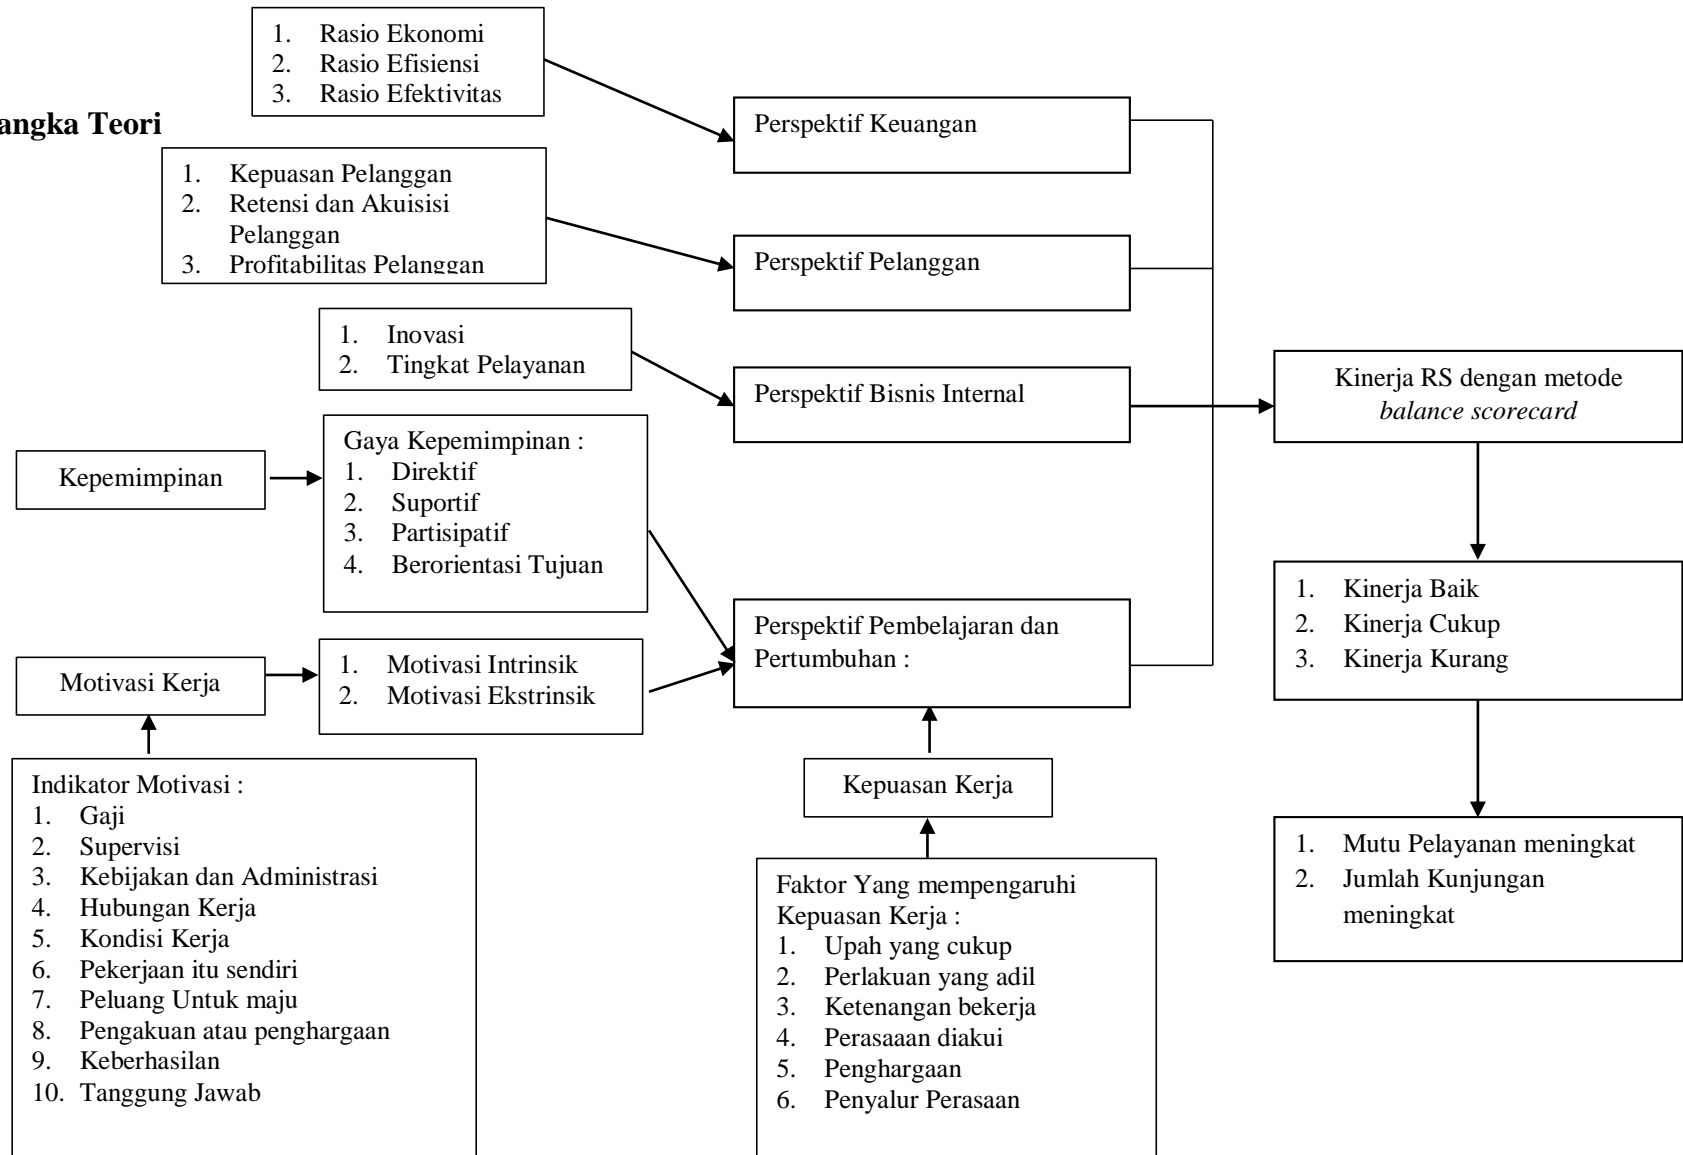 1. Rasio Ekonomi
2. Rasio Efisiensi
3. Rasio Efektivitas
angka Teori
Perspektif Keuangan
1. Kepuasan Pelanggan
2. Retensi dan Akuisisi
Pelanggan
3. Profitabilitas Pelanggan
Perspektif Pelanggan
1. Inovasi
2. Tingkat Pelayanan
Perspektif Bisnis Internal
Kinerja RS dengan metode
balance scorecard
Kepemimpinan
Gaya Kepemimpinan :
1. Direktif
2. Suportif
3. Partisipatif
4. Berorientasi Tujuan
Perspektif Pembelajaran dan
Pertumbuhan :
1. Kinerja Baik
2. Kinerja Cukup
3. Kinerja Kurang
Motivasi Kerja
1. Motivasi Intrinsik
2. Motivasi Ekstrinsik
Indikator Motivasi :
1. Gaji
2. Supervisi
3. Kebijakan dan Administrasi
4. Hubungan Kerja
5. Kondisi Kerja
6. Pekerjaan itu sendiri
7. Peluang Untuk maju
8. Pengakuan atau penghargaan
9. Keberhasilan
10. Tanggung Jawab
Kepuasan Kerja
Faktor Yang mempengaruhi
Kepuasan Kerja :
1. Upah yang cukup
2. Perlakuan yang adil
3. Ketenangan bekerja
4. Perasaaan diakui
5. Penghargaan
6. Penyalur Perasaan
1. Mutu Pelayanan meningkat
2. Jumlah Kunjungan
meningkat